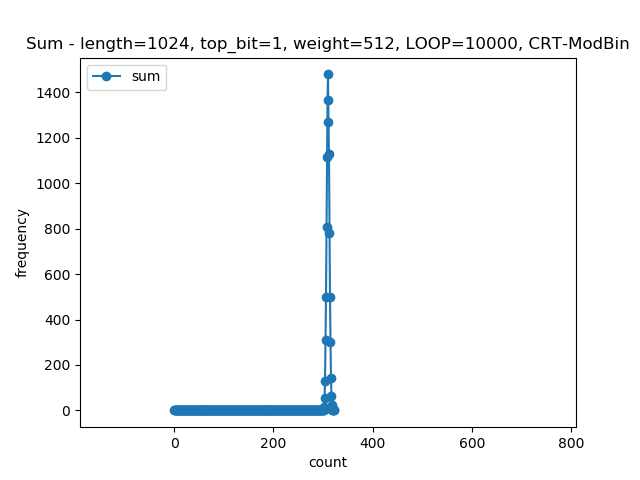 Sum - length=1024, top_bit=1, weight=512, LOOP=10000, CRT-ModBin
sum
1400
1200
1000
800
600
400
200
0
frequency
0 200 400 600 800
count